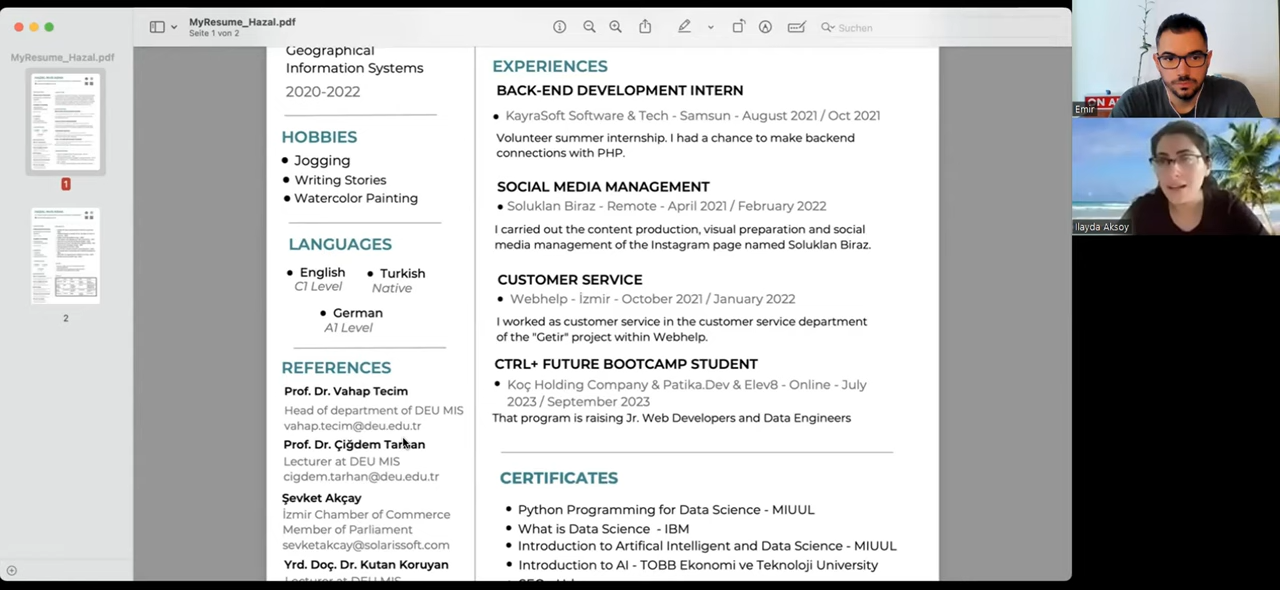 MyResume_Hazal.pdf
Seite 1 von 2
Suchen
MyResume_Hazal.pdf
1
2
Geographical
Information Systems
2020-2022
HOBBIES
Jogging
Writing Stories
Watercolor Painting
LANGUAGES
English
C1 Level
Turkish
Native
German
A1 Level
REFERENCES
Prof. Dr. Vahap Tecim
Head of department of DEU MIS
vahap.tecim@deu.edu.tr
Prof. Dr. Çiğdem Tarhan
Lecturer at DEU MIS
cigdem.tarhan@deu.edu.tr
Şevket Akçay
İzmir Chamber of Commerce
Member of Parliament
sevketakcay@solarissoft.com
Yrd. Doç. Dr. Kutan Koruyan
Lecturer at DEU MIS
EXPERIENCES
BACK-END DEVELOPMENT INTERN
KayraSoft Software & Tech - Samsun - August 2021 / Oct 2021
Volunteer summer internship. I had a chance to make backend
connections with PHP.
SOCIAL MEDIA MANAGEMENT
Soluklan Biraz - Remote - April 2021 / February 2022
I carried out the content production, visual preparation and social
media management of the Instagram page named Soluklan Biraz.
CUSTOMER SERVICE
Webhelp - İzmir - October 2021 / January 2022
I worked as customer service in the customer service department
of the "Getir" project within Webhelp.
CTRL+ FUTURE BOOTCAMP STUDENT
Koç Holding Company & Patika.Dev & Elev8 - Online - July
2023 / September 2023
That program is raising Jr. Web Developers and Data Engineers
CERTIFICATES
Python Programming for Data Science - MIUUL
What is Data Science - IBM
Introduction to Artifical Intelligent and Data Science - MIUUL
Introduction to AI - TOBB Ekonomi ve Teknoloji University
ON A
Emir
Ilayda Aksoy